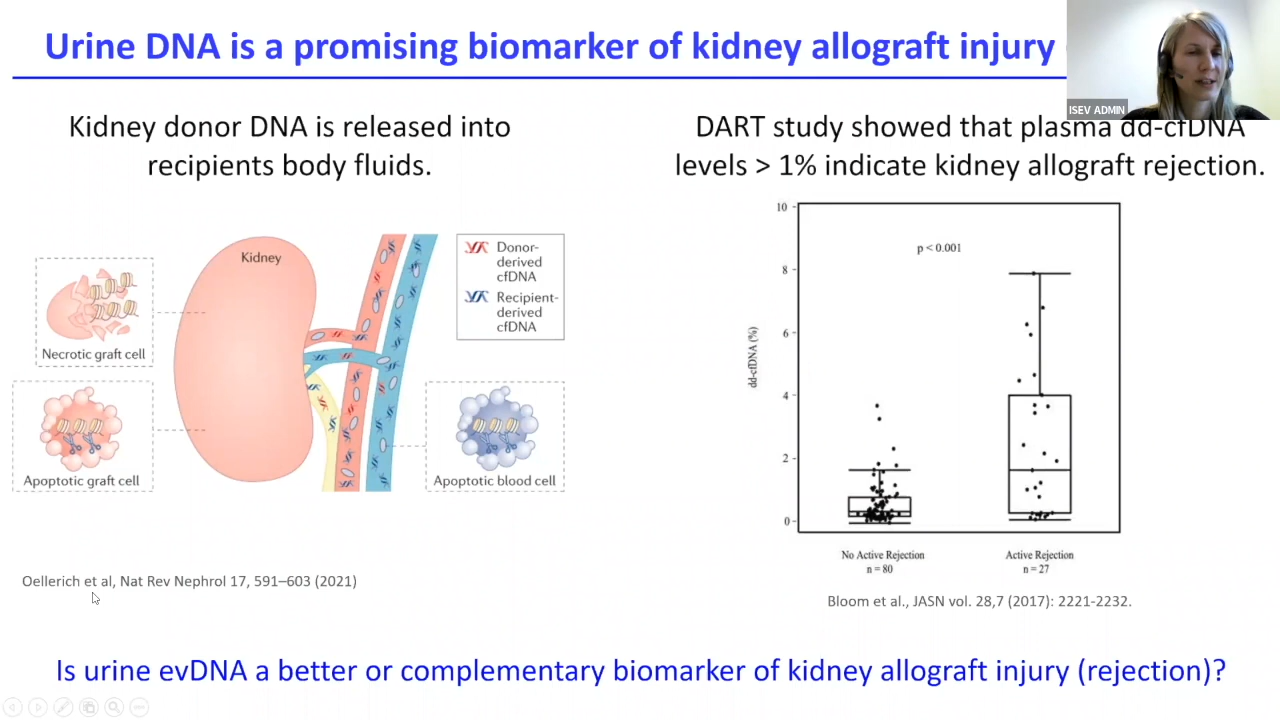 Urine DNA is a promising biomarker of kidney allograft injury
ISEV ADMIN
Kidney donor DNA is released into
recipients body fluids.
DART study showed that plasma dd-cfDNA
levels > 1% indicate kidney allograft rejection.
Kidney
Donor-
derived
cfDNA
Recipient-
derived
cfDNA
Necrotic graft cell
Apoptotic graft cell
Apoptotic blood cell
10
p < 0.001
8
6
dd-cfDNA (%)
4
2
0
No Active Rejection
n = 80
Active Rejection
n = 27
Oellerich et al, Nat Rev Nephrol 17, 591–603 (2021)
Bloom et al., JASN vol. 28,7 (2017): 2221-2232.
Is urine evDNA a better or complementary biomarker of kidney allograft injury (rejection)?